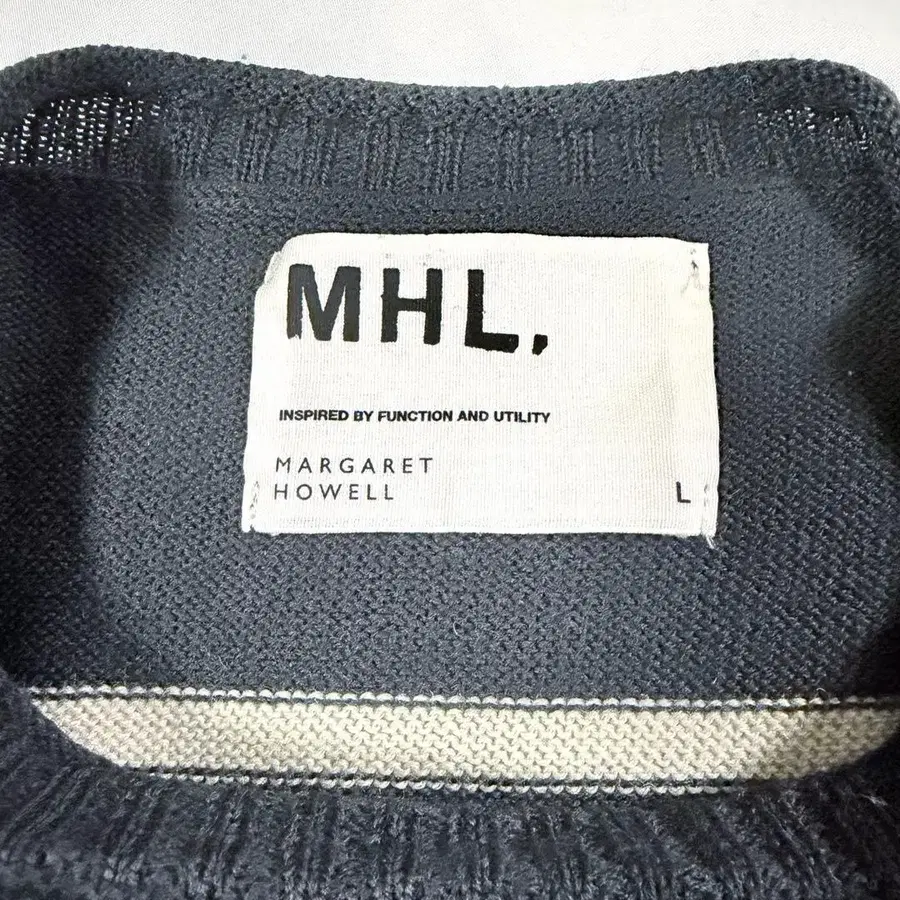 MHL.
INSPIRED BY FUNCTION AND UTILITY
MARGARET
HOWELL
L